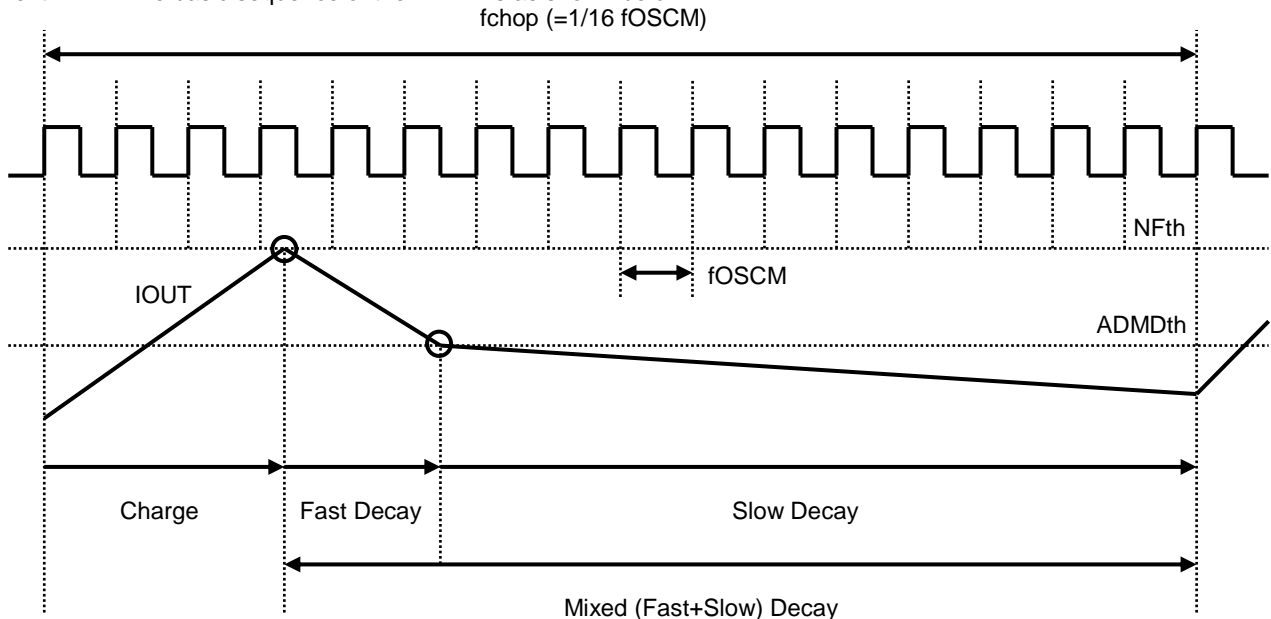 fchop (=1/16 fOSCM)
NFth
fOSCM
IOUT
ADMDth
Charge
Fast Decay
Slow Decay
Mixed (Fast+Slow) Decay